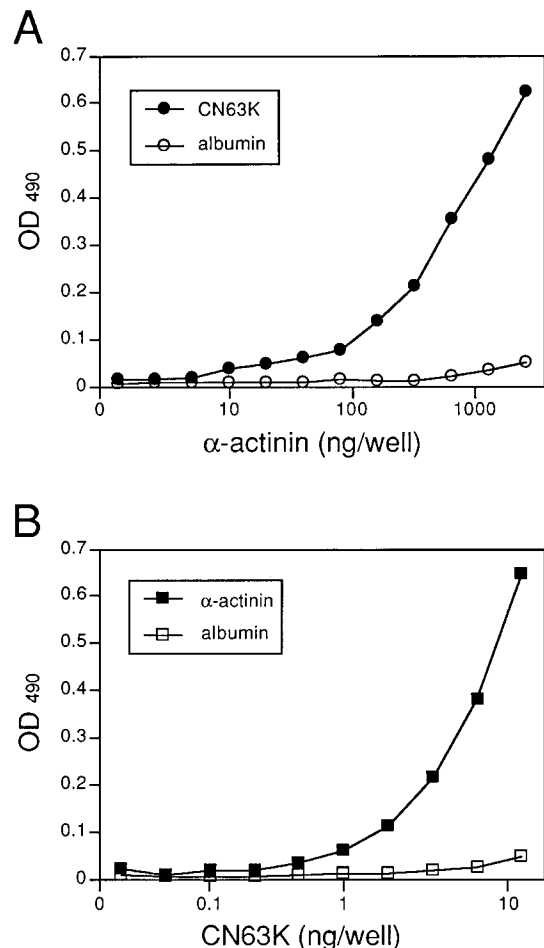 A
0.7
0.6
0.5
0.4
0.3
0.2
0.1
0
OD 490
CN63K
albumin
0 10 100 1000
α-actinin (ng/well)
B
0.7
0.6
0.5
0.4
0.3
0.2
0.1
0
OD 490
α-actinin
albumin
0 0.1 1 10
CN63K (ng/well)